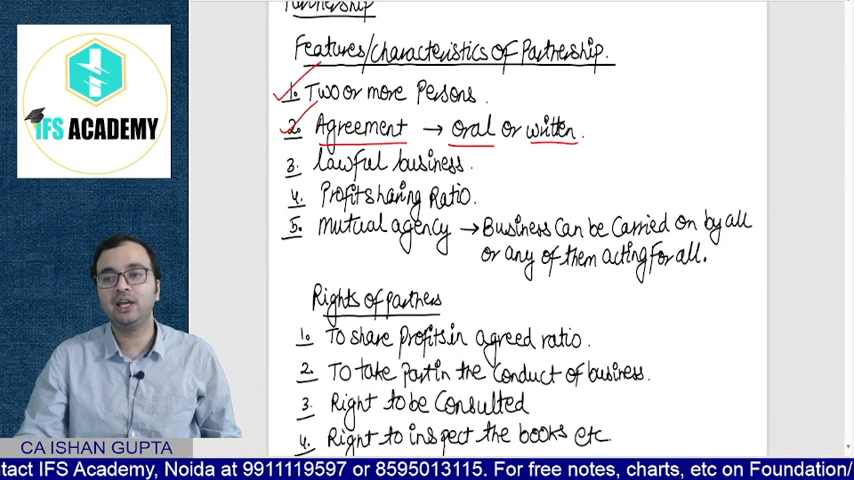 Partnership
Features/characteristics of Partnership.
1. Two or more Persons.
2. Agreement → oral or written.
3. lawful business.
4. Profit sharing Ratio.
5. mutual agency → Business Can be Carried on by all
or any of them acting for all.
Rights of partners
1. To share profits in agreed ratio.
2. To take Part in the conduct of business.
3. Right to be Consulted
4. Right to inspect the books etc.
IFS ACADEMY
CA ISHAN GUPTA
tact IFS Academy, Noida at 9911119597 or 8595013115. For free notes, charts, etc on Foundation/